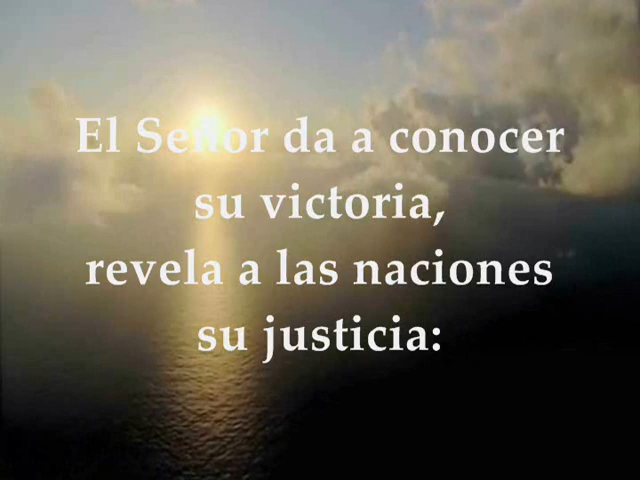 El Señor da a conocer
su victoria,
revela a las naciones
su justicia: